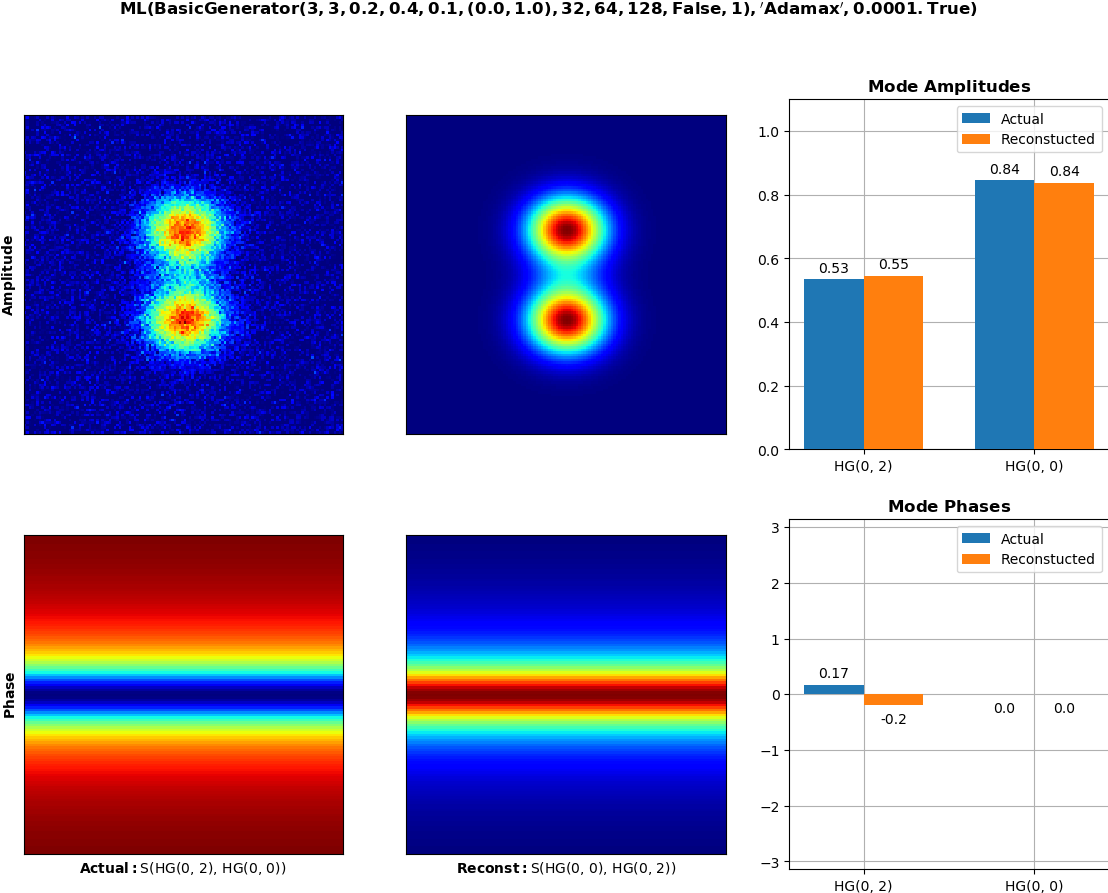 ML(BasicGenerator(3, 3, 0.2, 0.4, 0.1, (0.0, 1.0), 32, 64, 128, False, 1), 'Adamax', 0.0001. True)
Amplitude
Mode Amplitudes
Actual
Reconstucted
1.0
0.8
0.6
0.4
0.2
0.0
0.53
0.55
0.84
0.84
HG(0, 2)
HG(0, 0)
Phase
Actual: S(HG(0, 2), HG(0, 0))
Reconst: S(HG(0, 0), HG(0, 2))
Mode Phases
Actual
Reconstucted
3
2
1
0
−1
−2
−3
0.17
-0.2
0.0
0.0
HG(0, 2)
HG(0, 0)